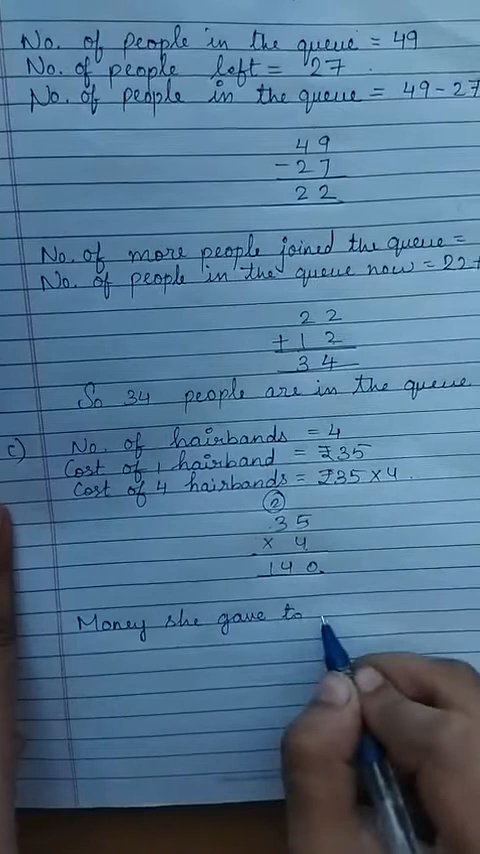 No. of people in the queue = 49
No. of people left = 27
No. of people in the queue = 49 - 27
49
- 27
22
No. of more people joined the queue =
No. of people in the queue now = 22 +
22
+ 12
34
So 34 people are in the queue
c) No. of hairbands = 4
Cost of 1 hairband = ₹35
Cost of 4 hairbands = ₹35 × 4.
2
35
× 4
140
Money she gave to